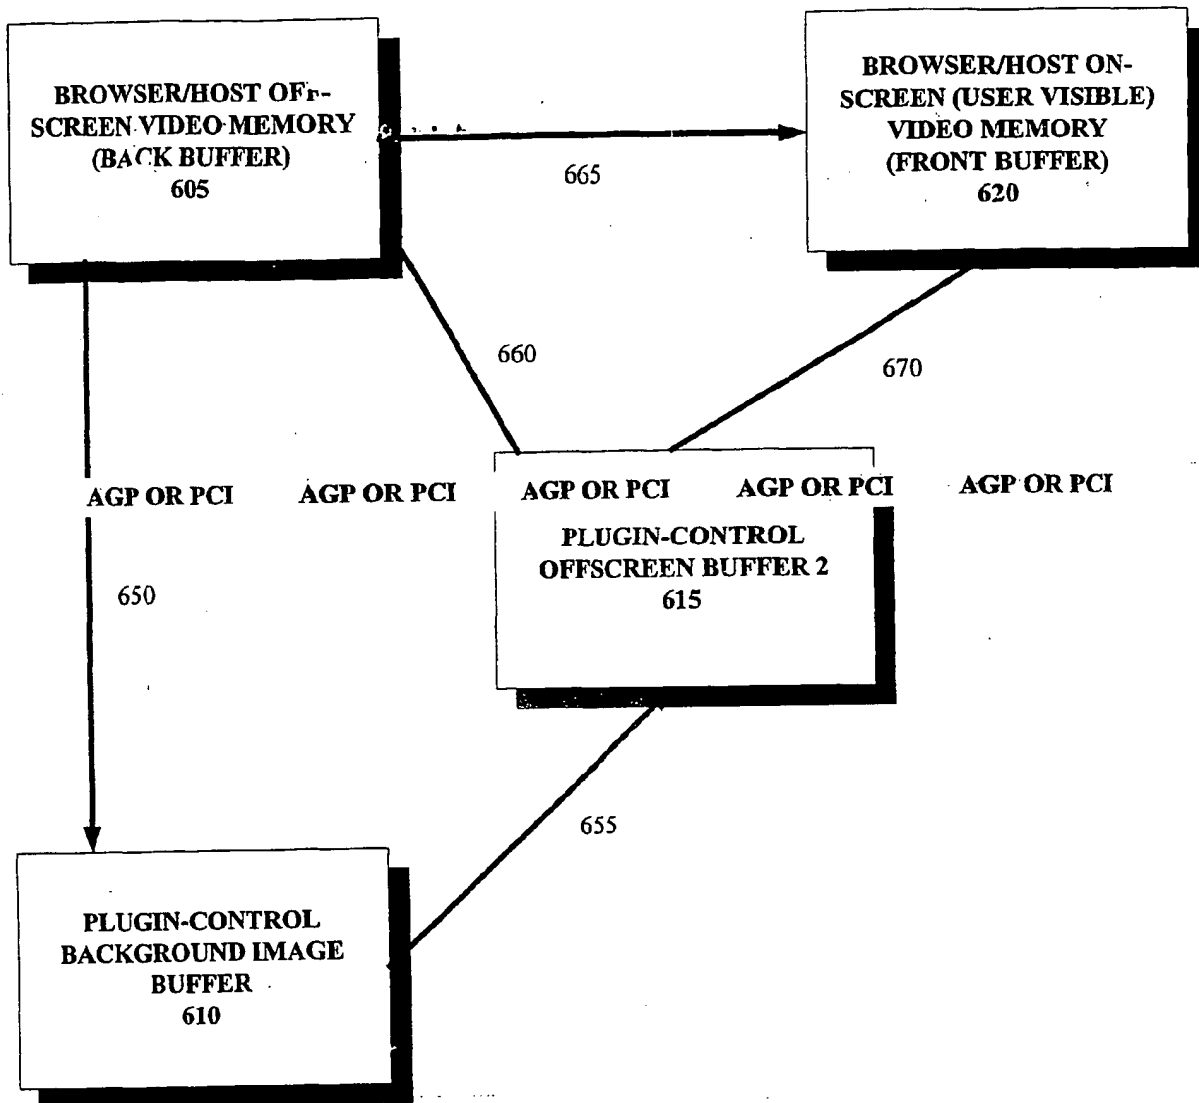 BROWSER/HOST OFF-
SCREEN VIDEO MEMORY
(BACK BUFFER)
605
BROWSER/HOST ON-
SCREEN (USER VISIBLE)
VIDEO MEMORY
(FRONT BUFFER)
620
665
660
670
AGP OR PCI AGP OR PCI AGP OR PCI AGP OR PCI AGP OR PCI
PLUGIN-CONTROL
OFFSCREEN BUFFER 2
615
650
655
PLUGIN-CONTROL
BACKGROUND IMAGE
BUFFER
610